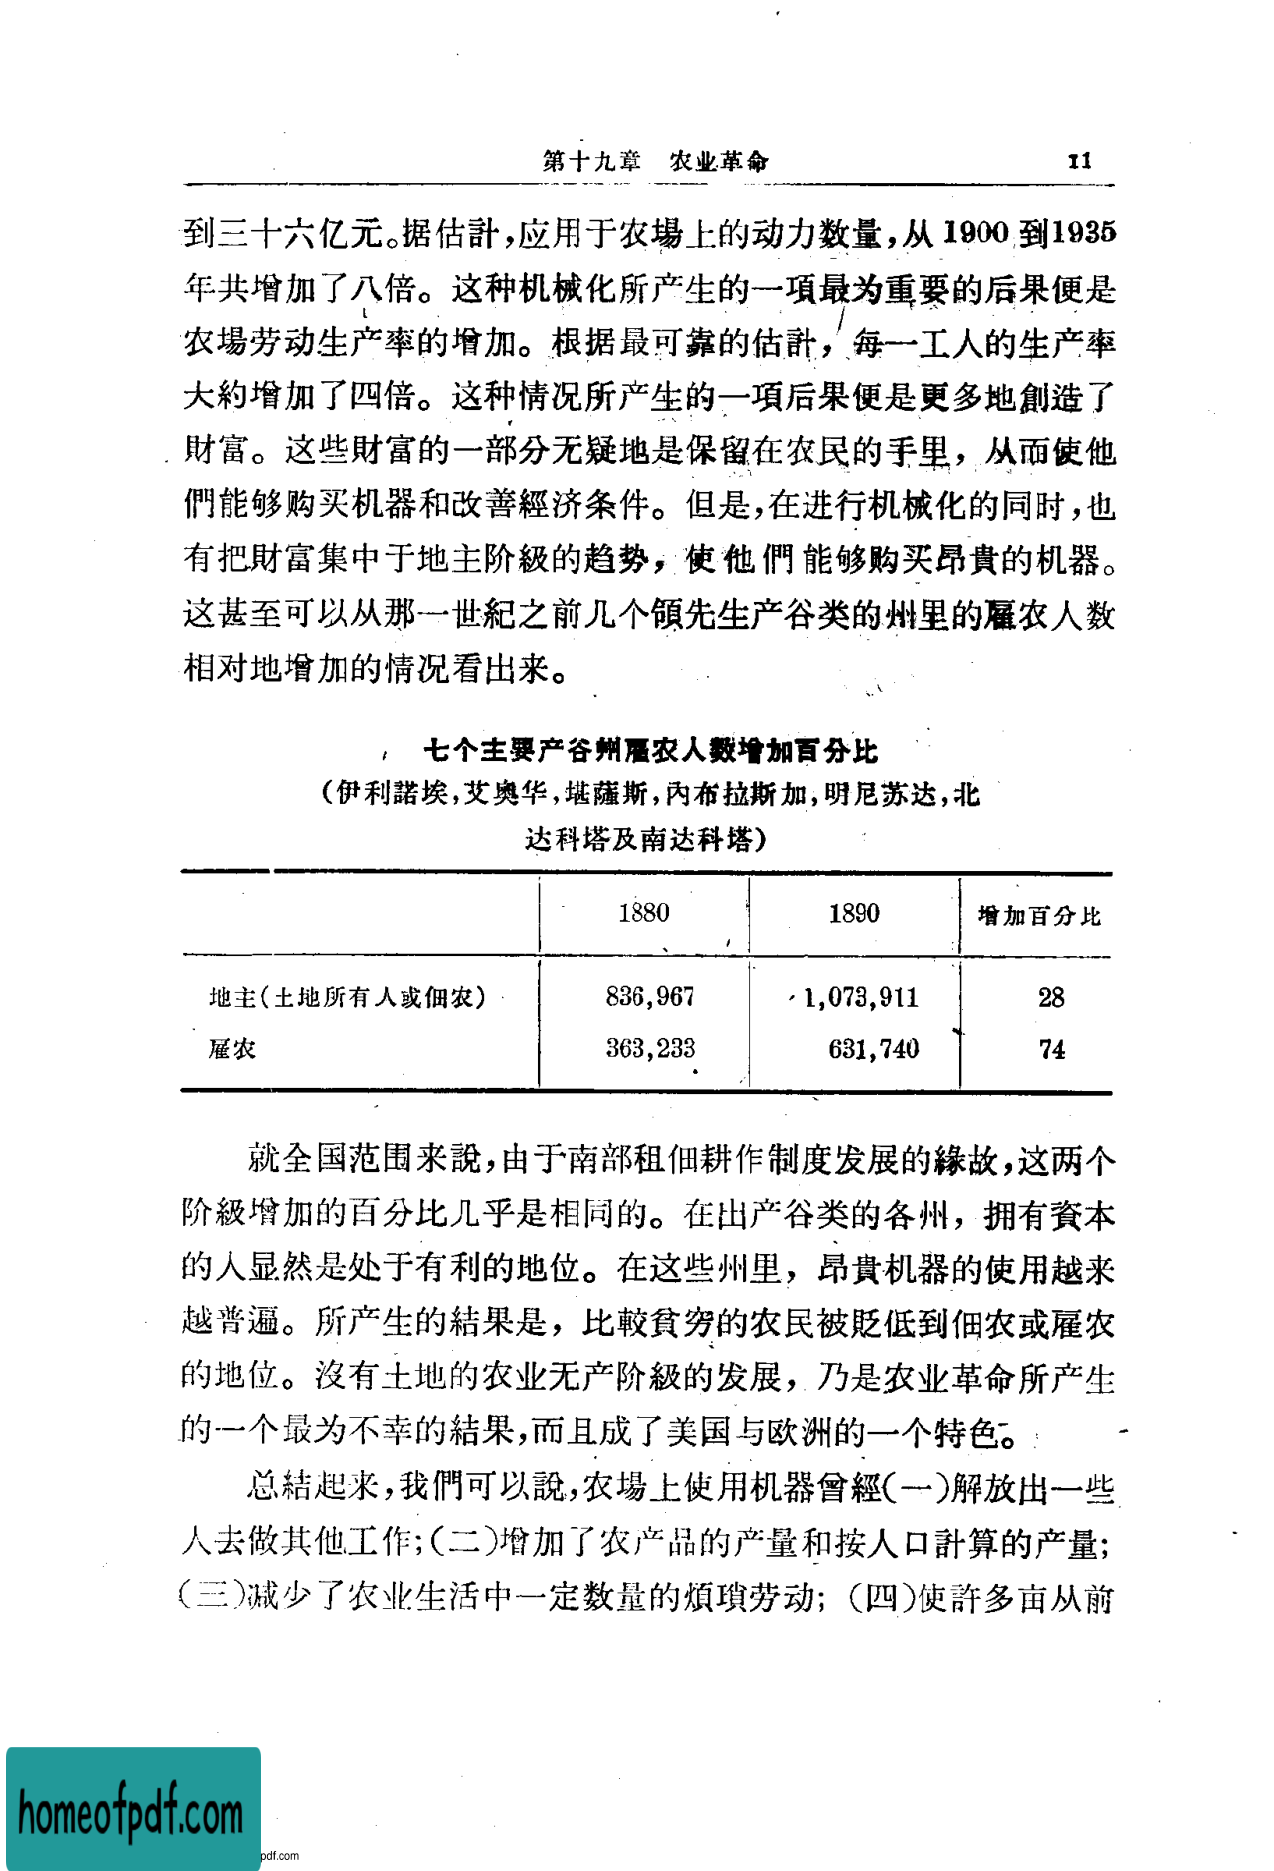 第十九章　农业革命　11
到三十六亿元。据估計，应用于农場上的动力数量，从 1900 到1935
年共增加了八倍。这种机械化所产生的一項最为重要的后果便是
农場劳动生产率的增加。根据最可靠的估計，每一工人的生产率
大約增加了四倍。这种情况所产生的一項后果便是更多地創造了
財富。这些財富的一部分无疑地是保留在农民的手里，从而使他
們能够购买机器和改善經济条件。但是，在进行机械化的同时，也
有把財富集中于地主阶級的趋势，使他們能够购买昂貴的机器。
这甚至可以从那一世紀之前几个領先生产谷类的州里的雇农人数
相对地增加的情况看出来。
七个主要产谷州雇农人数增加百分比
（伊利諾埃，艾奥华，堪薩斯，內布拉斯加，明尼苏达，北
达科塔及南达科塔）
1880　1890　增加百分比
地主（土地所有人或佃农）　836,967　1,073,911　28
雇农　363,233　631,740　74
就全国范围来說，由于南部租佃耕作制度发展的緣故，这两个
阶級增加的百分比几乎是相同的。在出产谷类的各州，拥有資本
的人显然是处于有利的地位。在这些州里，昂貴机器的使用越来
越普遍。所产生的結果是，比較貧穷的农民被貶低到佃农或雇农
的地位。沒有土地的农业无产阶級的发展，乃是农业革命所产生
的一个最为不幸的結果，而且成了美国与欧洲的一个特色。
总結起来，我們可以說，农場上使用机器曾經（一）解放出一些
人去做其他工作；（二）增加了农产品的产量和按人口計算的产量；
（三）减少了农业生活中一定数量的煩瑣劳动；（四）使許多亩从前
homeofpdf.com
pdf.com